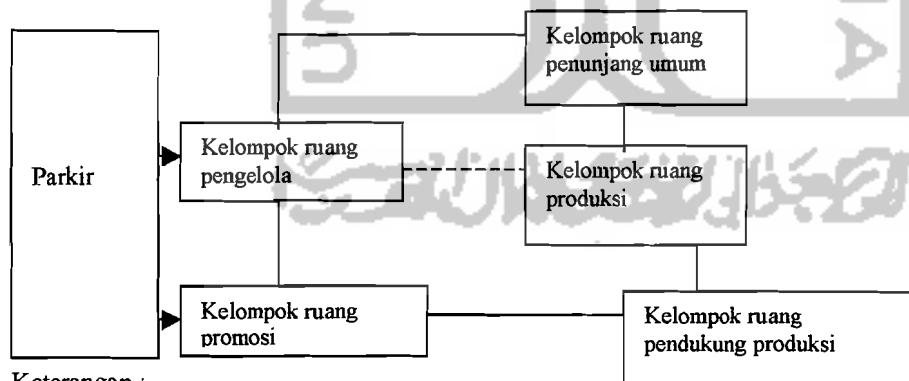 Kelompok ruang
penunjang umum
Parkir
Kelompok ruang
pengelola
Kelompok ruang
produksi
Kelompok ruang
promosi
Kelompok ruang
pendukung produksi
Keterangan :